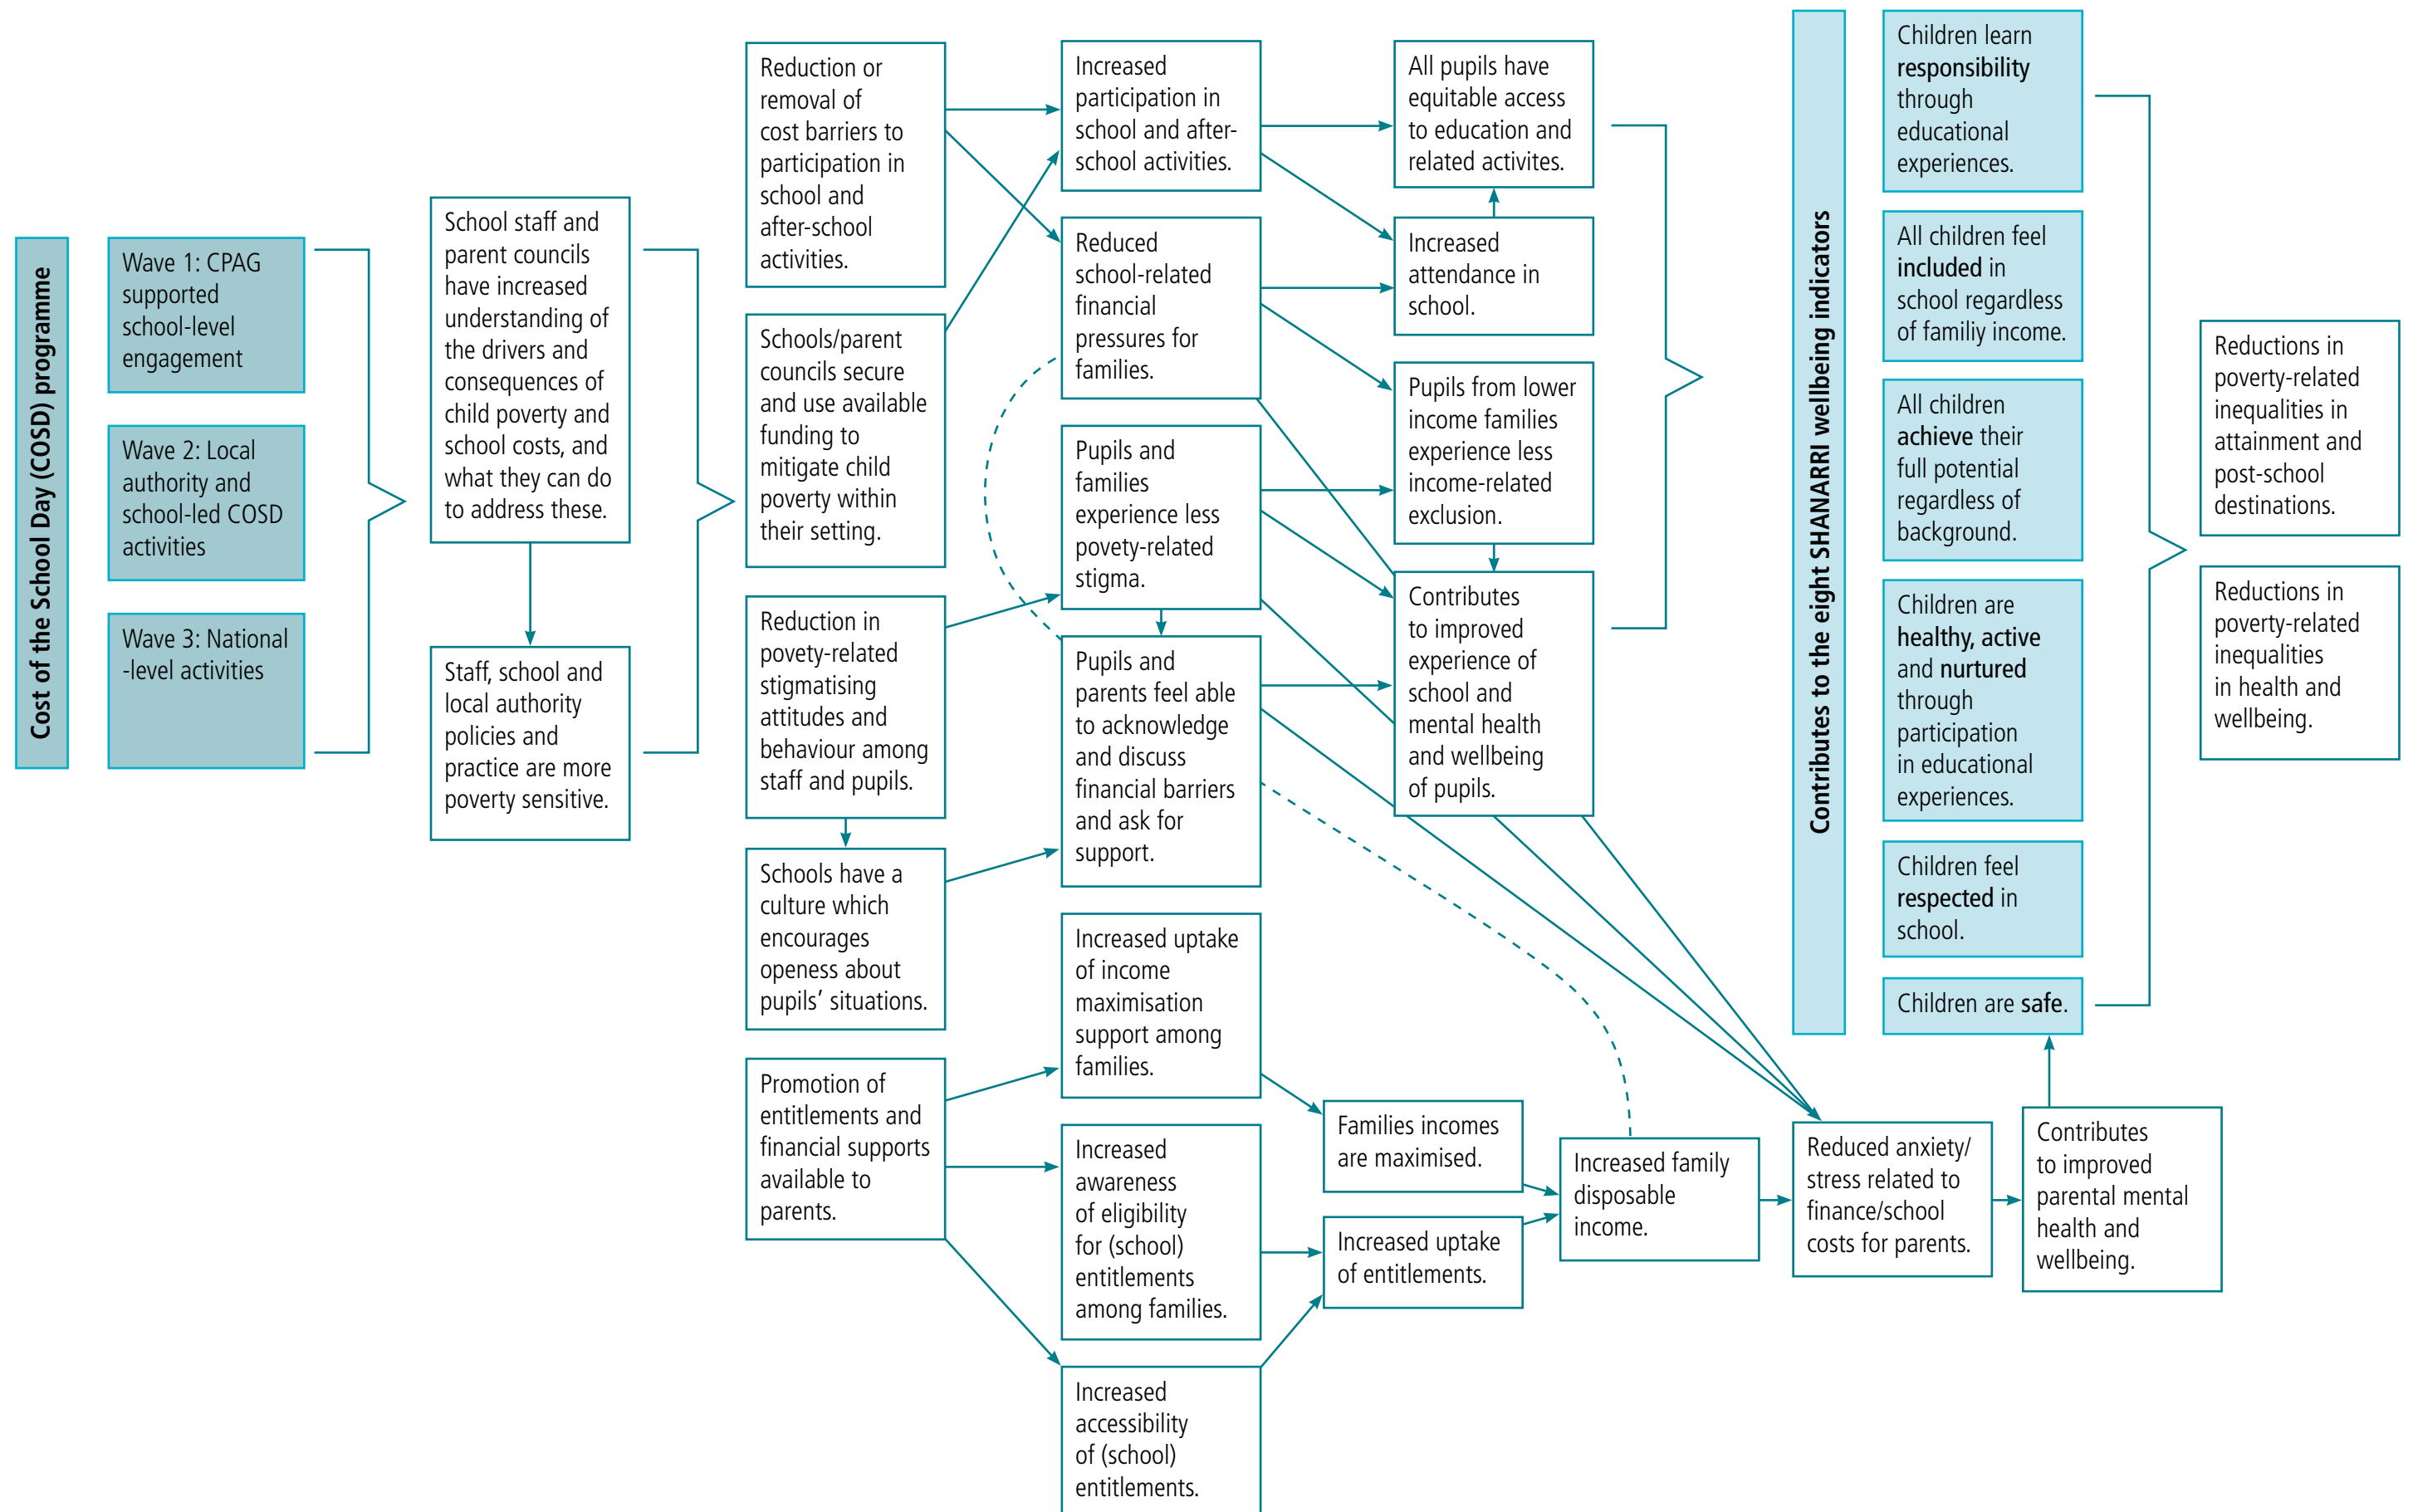 Cost of the School Day (COSD) programme
Wave 1: CPAG
supported
school-level
engagement
Wave 2: Local
authority and
school-led COSD
activities
Wave 3: National
-level activities
School staff and
parent councils
have increased
understanding of
the drivers and
consequences of
child poverty and
school costs, and
what they can do
to address these.
Staff, school and
local authority
policies and
practice are more
poverty sensitive.
Reduction or
removal of
cost barriers to
participation in
school and
after-school
activities.
Schools/parent
councils secure
and use available
funding to
mitigate child
poverty within
their setting.
Reduction in
povety-related
stigmatising
attitudes and
behaviour among
staff and pupils.
Schools have a
culture which
encourages
openess about
pupils’ situations.
Promotion of
entitlements and
financial supports
available to
parents.
Increased
participation in
school and after-
school activities.
Reduced
school-related
financial
pressures for
families.
Pupils and
families
experience less
povety-related
stigma.
Pupils and
parents feel able
to acknowledge
and discuss
financial barriers
and ask for
support.
Increased uptake
of income
maximisation
support among
families.
Increased
awareness
of eligibility
for (school)
entitlements
among families.
Increased
accessibility
of (school)
entitlements.
All pupils have
equitable access
to education and
related activites.
Increased
attendance in
school.
Pupils from lower
income families
experience less
income-related
exclusion.
Contributes
to improved
experience of
school and
mental health
and wellbeing
of pupils.
Families incomes
are maximised.
Increased uptake
of entitlements.
Increased family
disposable
income.
Reduced anxiety/
stress related to
finance/school
costs for parents.
Contributes
to improved
parental mental
health and
wellbeing.
Contributes to the eight SHANARRI wellbeing indicators
Children learn
responsibility
through
educational
experiences.
All children feel
included in
school regardless
of familiy income.
All children
achieve their
full potential
regardless of
background.
Children are
healthy, active
and nurtured
through
participation
in educational
experiences.
Children feel
respected in
school.
Children are safe.
Reductions in
poverty-related
inequalities in
attainment and
post-school
destinations.
Reductions in
poverty-related
inequalities
in health and
wellbeing.